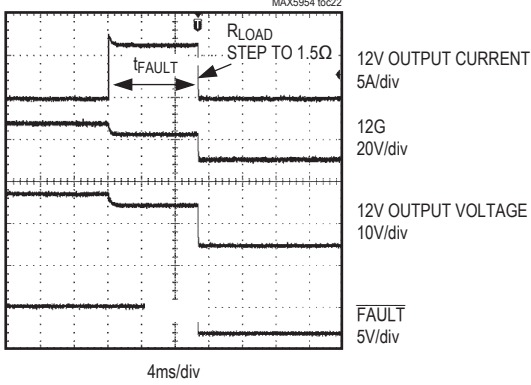 MAX5954 toc22
RLOAD
STEP TO 1.5Ω
tFAULT
12V OUTPUT CURRENT
5A/div
12G
20V/div
12V OUTPUT VOLTAGE
10V/div
FAULT
5V/div
4ms/div